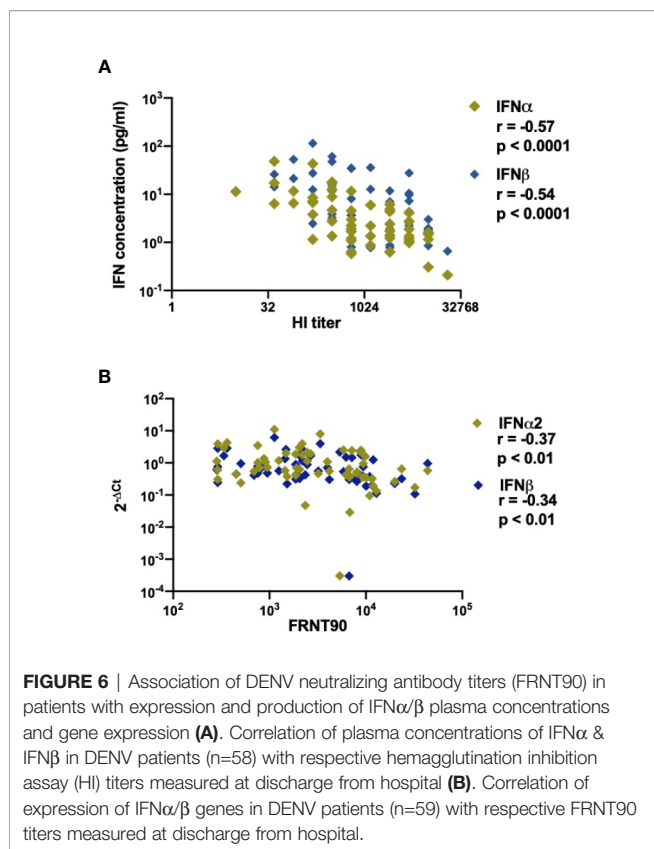 A
IFN concentration (pg/ml)
10³
10²
10¹
10⁰
10⁻¹
1
32
1024
32768
HI titer
IFNα
r = -0.57
p < 0.0001
IFNβ
r = -0.54
p < 0.0001
B
2^-ΔCt
10²
10¹
10⁰
10⁻¹
10⁻²
10⁻³
10⁻⁴
10²
10³
10⁴
10⁵
FRNT90
IFNα2
r = -0.37
p < 0.01
IFNβ
r = -0.34
p < 0.01
FIGURE 6 | Association of DENV neutralizing antibody titers (FRNT90) in
patients with expression and production of IFNα/β plasma concentrations
and gene expression (A). Correlation of plasma concentrations of IFNα &
IFNβ in DENV patients (n=58) with respective hemagglutination inhibition
assay (HI) titers measured at discharge from hospital (B). Correlation of
expression of IFNα/β genes in DENV patients (n=59) with respective FRNT90
titers measured at discharge from hospital.